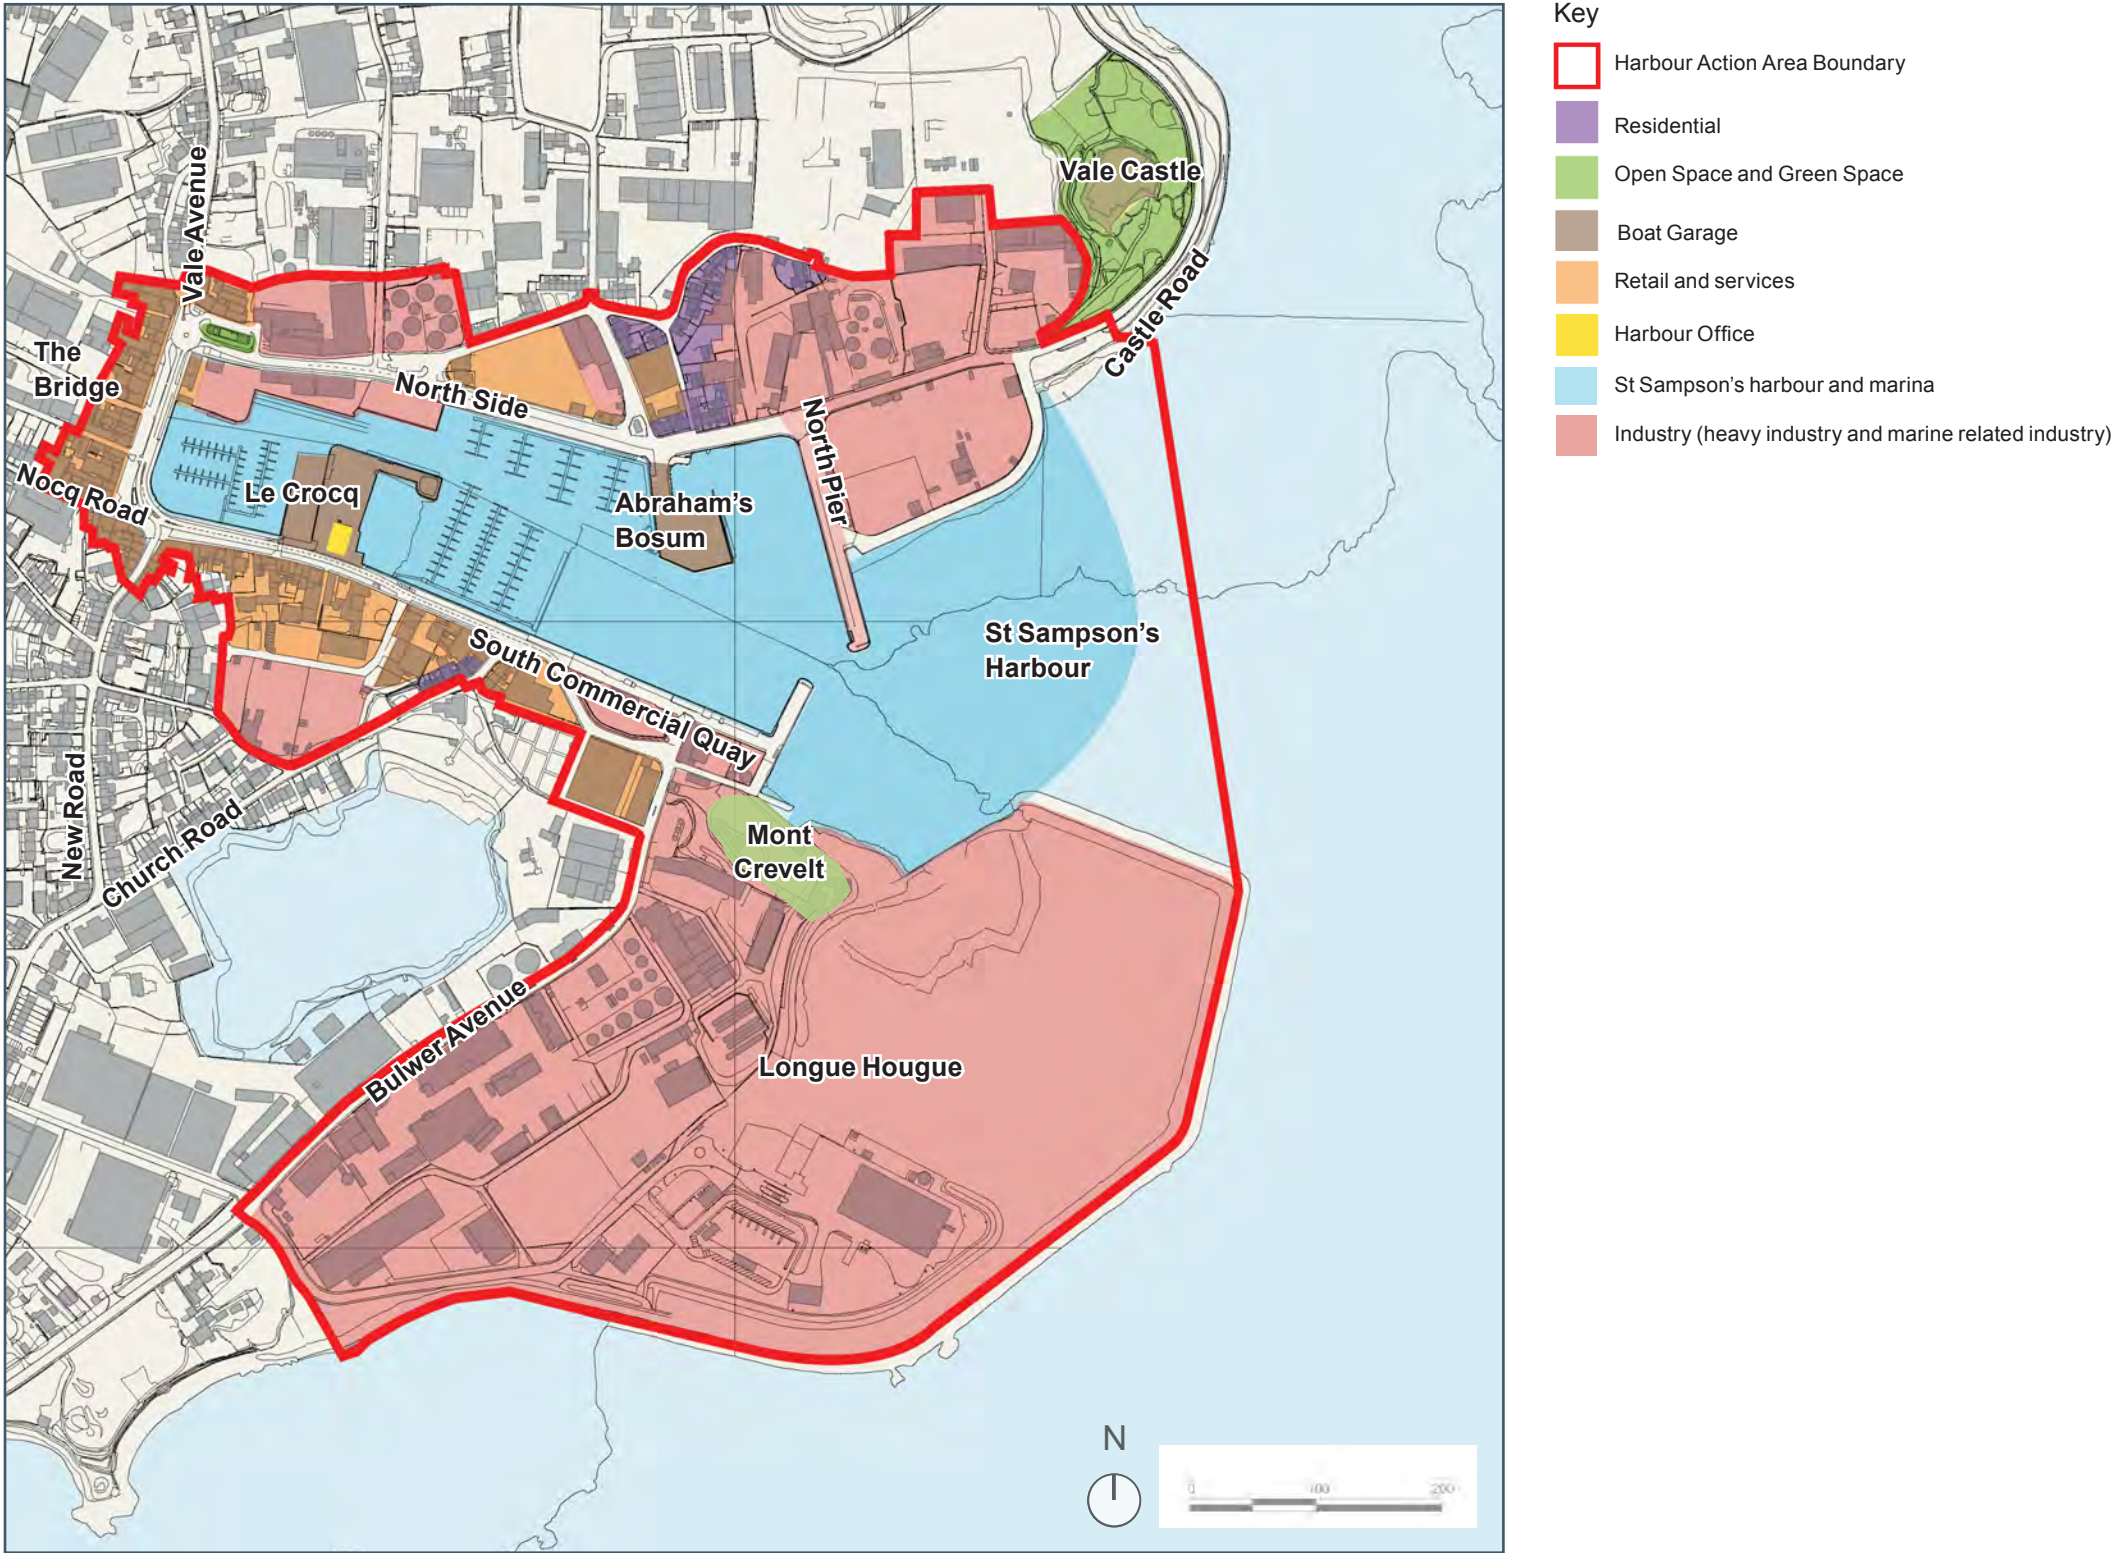 Key
Harbour Action Area Boundary
Residential
Open Space and Green Space
Boat Garage
Retail and services
Harbour Office
St Sampson's harbour and marina
Industry (heavy industry and marine related industry)
Vale Castle
Vale Avenue
Castle Road
The
Bridge
North Side
North Pier
Nocq Road
Le Crocq
Abraham's
Bosum
St Sampson's
Harbour
South Commercial Quay
New Road
Church Road
Mont
Crevelt
Bulwer Avenue
Longue Hougue
N
0 100 200